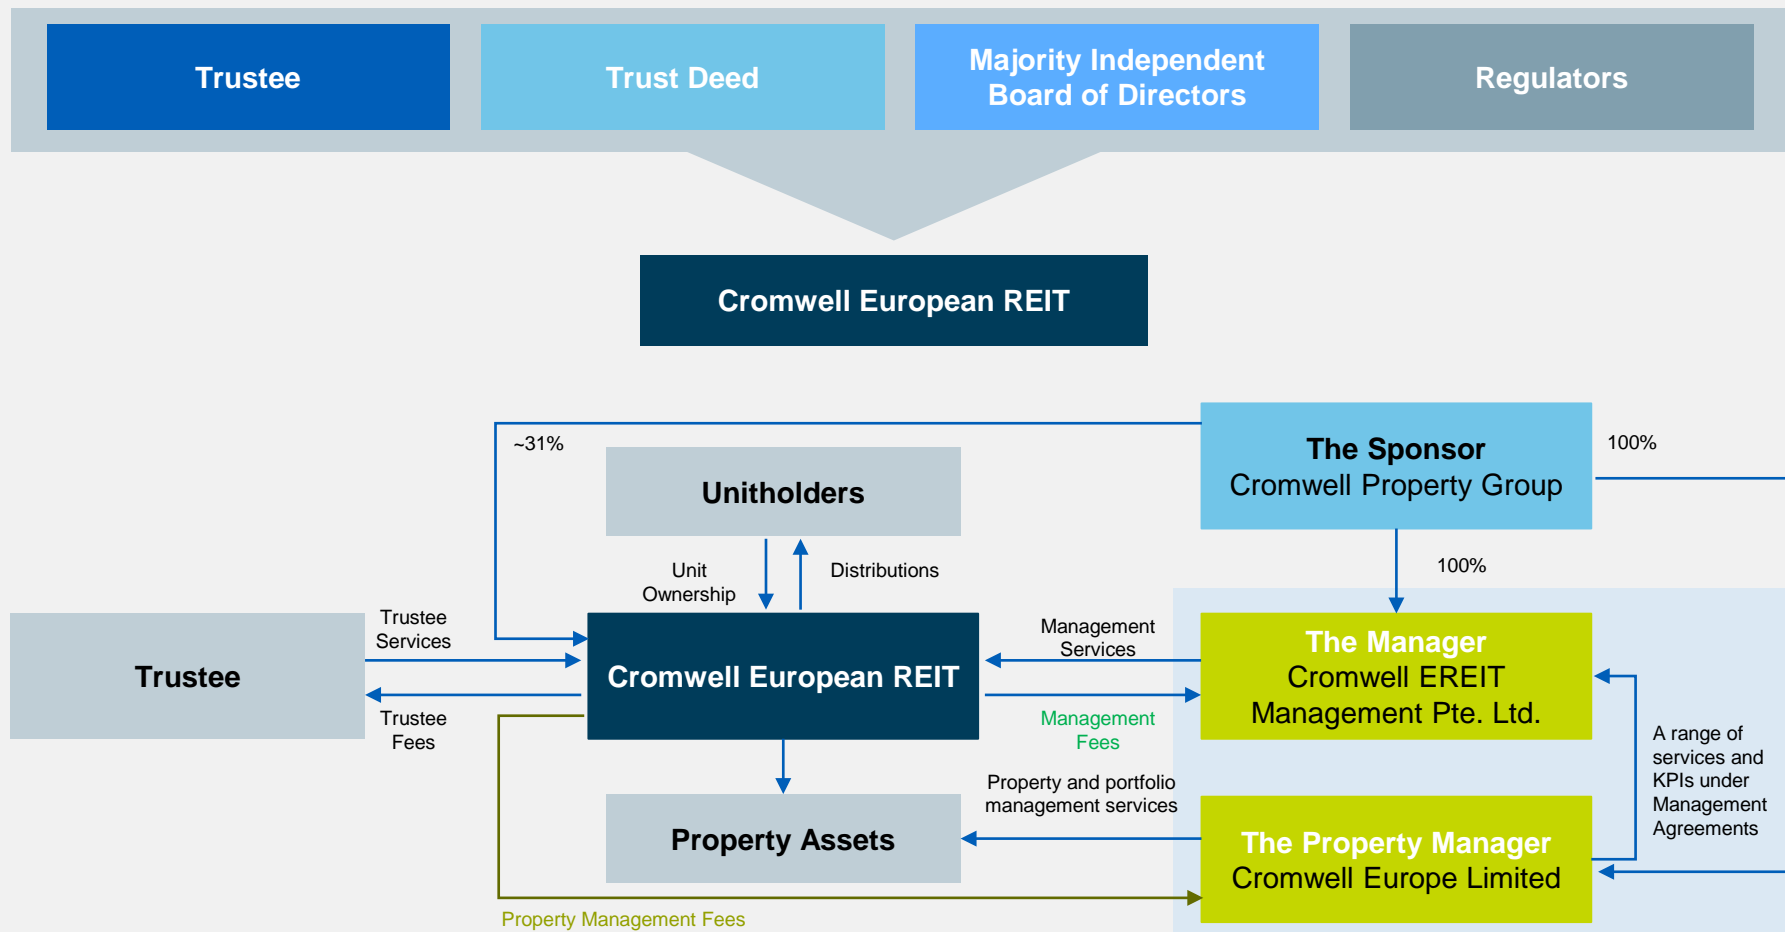 Trustee
Trust Deed
Majority Independent
Board of Directors
Regulators
Cromwell European REIT
~31%
The Sponsor
Cromwell Property Group
100%
Unitholders
100%
Unit
Ownership
Distributions
Trustee
Trustee
Services
Trustee
Fees
Cromwell European REIT
Management
Services
Management
Fees
The Manager
Cromwell EREIT
Management Pte. Ltd.
A range of
services and
KPIs under
Management
Agreements
Property and portfolio
management services
Property Assets
The Property Manager
Cromwell Europe Limited
Property Management Fees